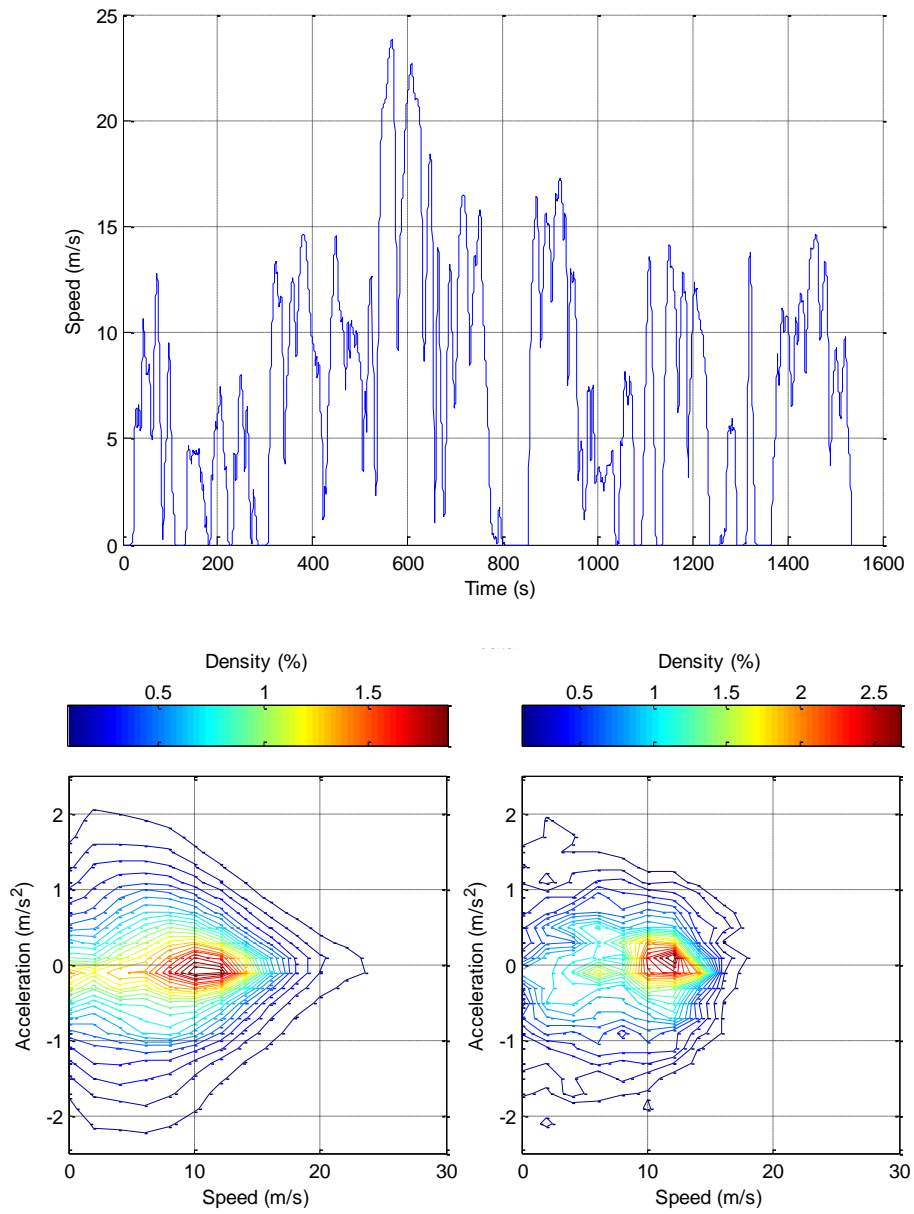 25
20
15
10
5
0
Speed (m/s)
0 200 400 600 800 1000 1200 1400 1600
Time (s)
Density (%) Density (%)
0.5 1 1.5 0.5 1 1.5 2 2.5
2 2
1 1
0 0
-1 -1
-2 -2
Acceleration (m/s²) Acceleration (m/s²)
0 10 20 30 0 10 20 30
Speed (m/s) Speed (m/s)